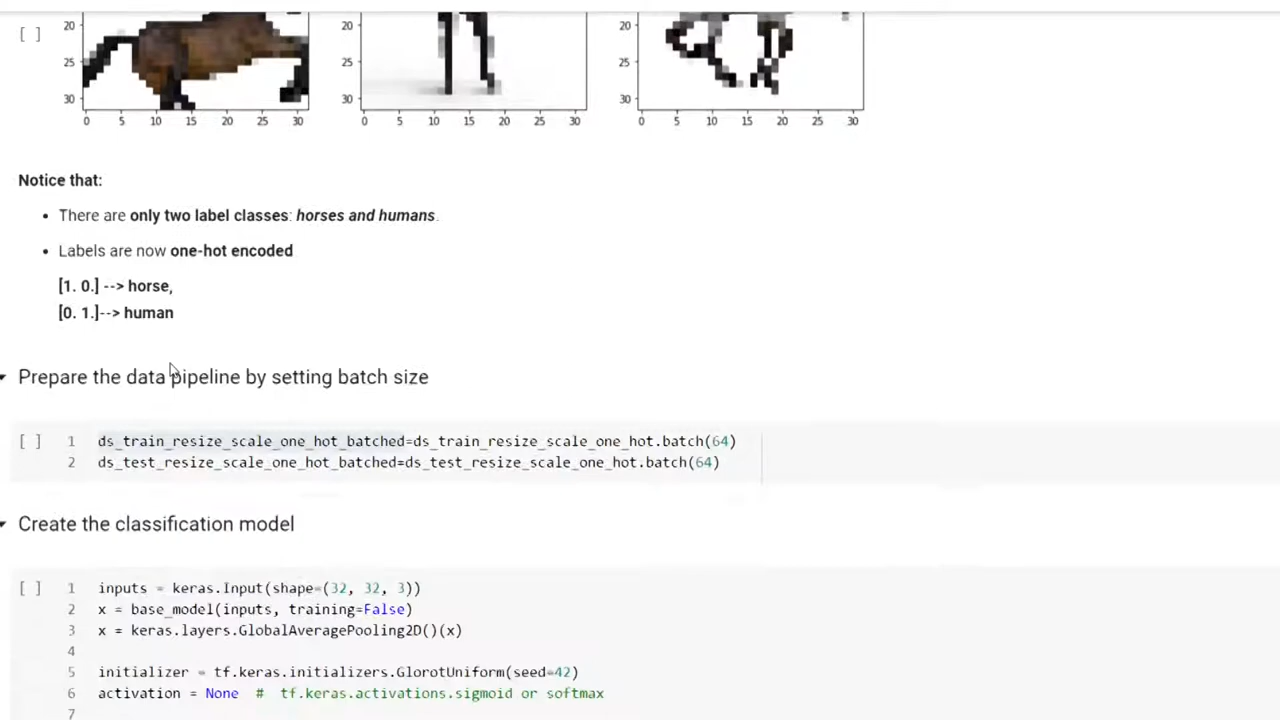 [ ]
20 20 20
25 25 25
30 30 30
0 5 10 15 20 25 30 0 5 10 15 20 25 30 0 5 10 15 20 25 30
Notice that:
• There are only two label classes: horses and humans.
• Labels are now one-hot encoded
[1. 0.] --> horse,
[0. 1.]--> human
Prepare the data pipeline by setting batch size
[ ] 1 ds_train_resize_scale_one_hot_batched=ds_train_resize_scale_one_hot.batch(64)
2 ds_test_resize_scale_one_hot_batched=ds_test_resize_scale_one_hot.batch(64)
Create the classification model
[ ] 1 inputs = keras.Input(shape=(32, 32, 3))
2 x = base_model(inputs, training=False)
3 x = keras.layers.GlobalAveragePooling2D()(x)
4
5 initializer = tf.keras.initializers.GlorotUniform(seed=42)
6 activation = None # tf.keras.activations.sigmoid or softmax
7